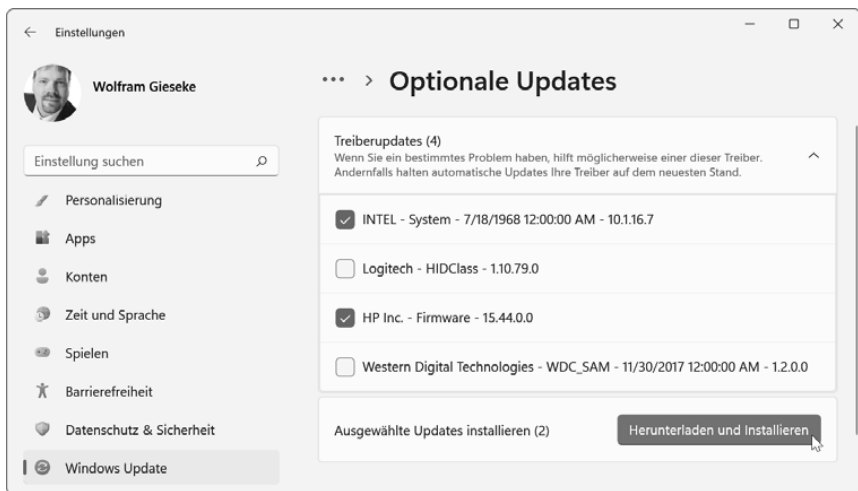 Einstellungen
Wolfram Gieseke
Einstellung suchen
Personalisierung
Apps
Konten
Zeit und Sprache
Spielen
Barrierefreiheit
Datenschutz & Sicherheit
Windows Update
Optionale Updates
Treiberupdates (4)
Wenn Sie ein bestimmtes Problem haben, hilft möglicherweise einer dieser Treiber.
Andernfalls halten automatische Updates Ihre Treiber auf dem neuesten Stand.
INTEL - System - 7/18/1968 12:00:00 AM - 10.1.16.7
Logitech - HIDClass - 1.10.79.0
HP Inc. - Firmware - 15.44.0.0
Western Digital Technologies - WDC_SAM - 11/30/2017 12:00:00 AM - 1.2.0.0
Ausgewählte Updates installieren (2)
Herunterladen und Installieren